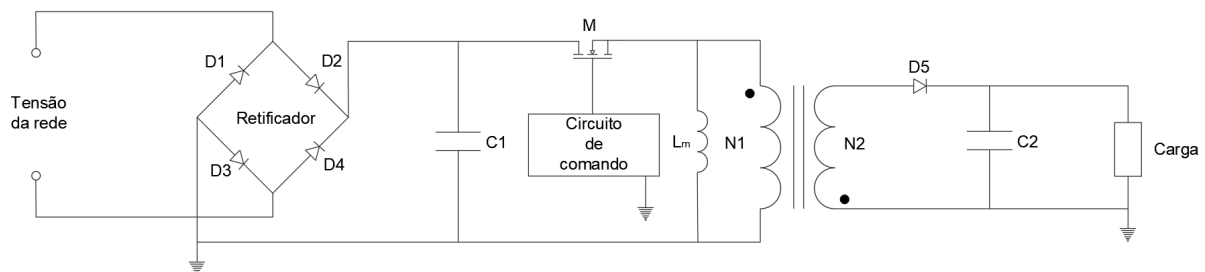 Tensão
da rede
D1
D2
Retificador
D3
D4
C1
M
Circuito
de
comando
Lm
N1
N2
D5
C2
Carga